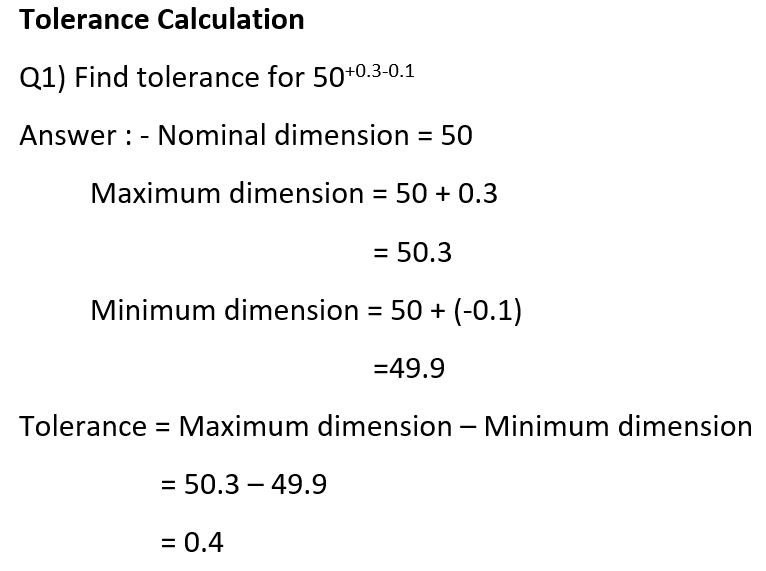 Tolerance Calculation
Q1) Find tolerance for 50+0.3-0.1
Answer : - Nominal dimension = 50
Maximum dimension = 50 + 0.3
= 50.3
Minimum dimension = 50 + (-0.1)
=49.9
Tolerance = Maximum dimension – Minimum dimension
= 50.3 – 49.9
= 0.4